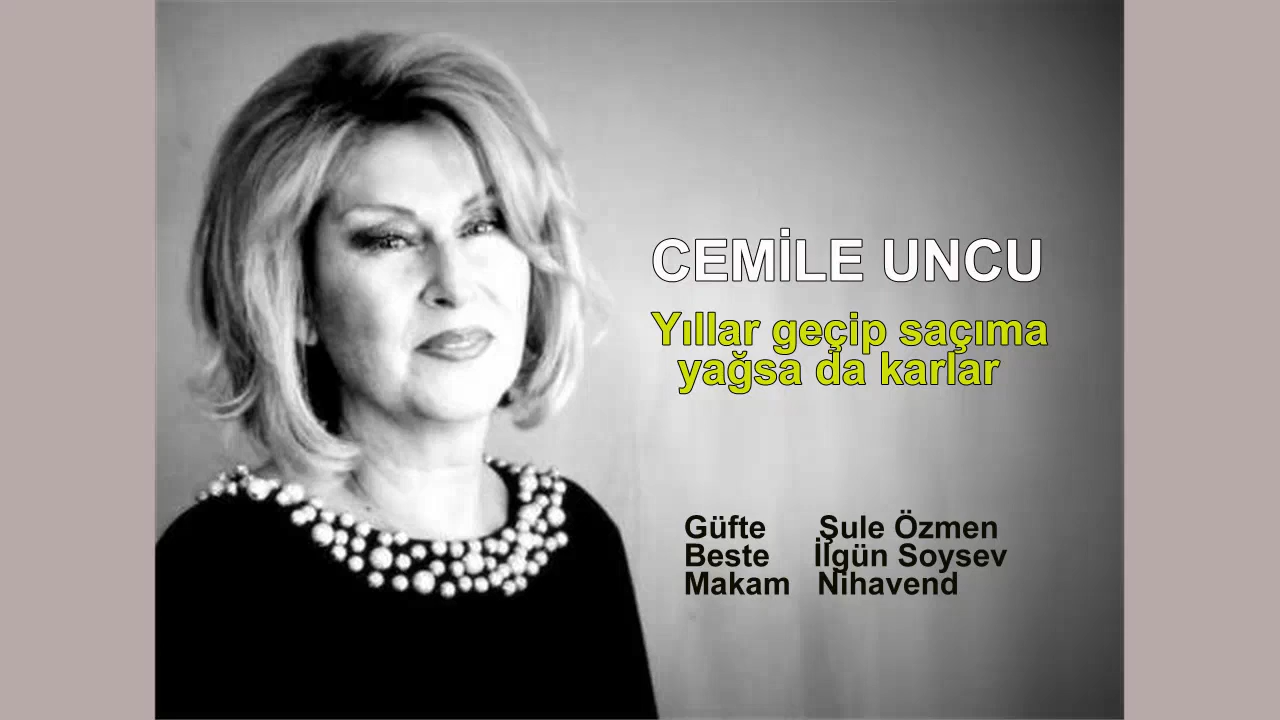 CEMİLE UNCU
Yıllar geçip saçıma
yağsa da karlar
Güfte Şule Özmen
Beste İlgün Soysev
Makam Nihavend